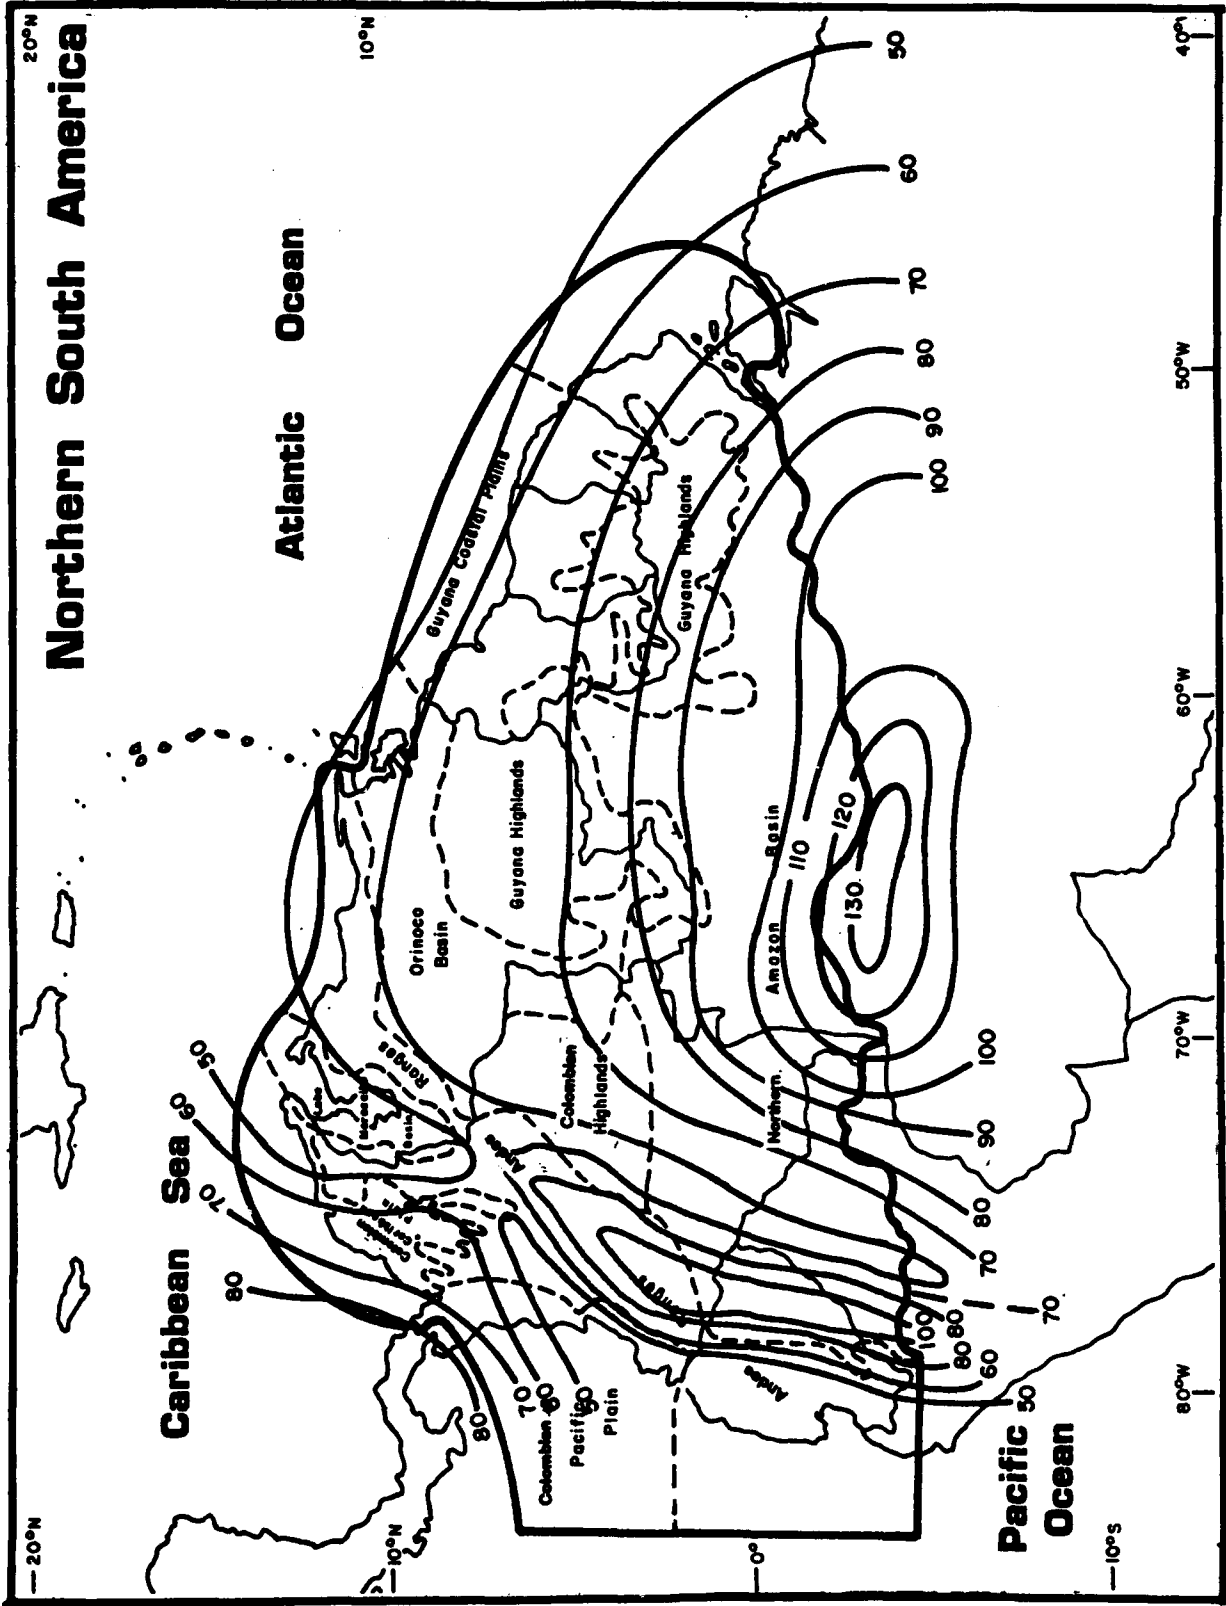 Northern South America
20°N
10°N
Atlantic Ocean
Caribbean Sea
50
60
70
80
90
100
40°
50°W
60°W
70°W
80°W
Guyana Coastal Plains
Guyana Highlands
Guyana Highlands
Orinoco
Basin
Amazon Basin
Northern
110
120
130
Colombian
Highlands
Ranges
Andes
Lake
Maracaibo
Basin
50
60
70
80
100
90
80
70
70
80
100
80
60
50
Ranges
Andes
80
70
60
50
Colombian
Pacific
Plain
Pacific
Ocean
20°N
10°N
0°
10°S